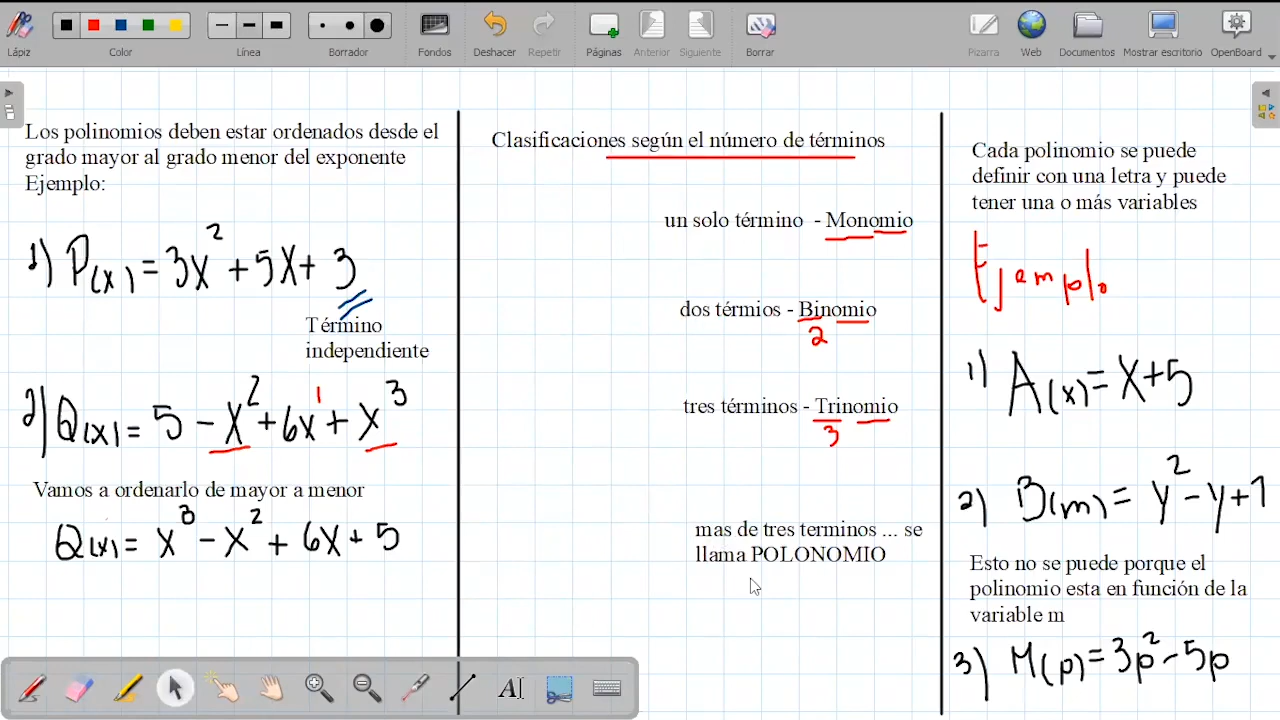 Lápiz
Color
Línea
Borrador
Fondos
Deshacer
Repetir
Páginas
Anterior
Siguiente
Borrar
Pizarra
Web
Documentos
Mostrar escritorio
OpenBoard
Los polinomios deben estar ordenados desde el
grado mayor al grado menor del exponente
Ejemplo:
1) P(x) = 3x² + 5x + 3
Término
independiente
2) Q(x) = 5 - x² + 6x¹ + x³
Vamos a ordenarlo de mayor a menor
Q(x) = x³ - x² + 6x + 5
Clasificaciones según el número de términos
un solo término - Monomio
dos térmios - Binomio
2
tres términos - Trinomio
3
mas de tres terminos ... se
llama POLONOMIO
Cada polinomio se puede
definir con una letra y puede
tener una o más variables
Ejemplo
1) A(x) = x + 5
2) B(m) = y² - y + 1
Esto no se puede porque el
polinomio esta en función de la
variable m
3) M(p) = 3p² - 5p
AI